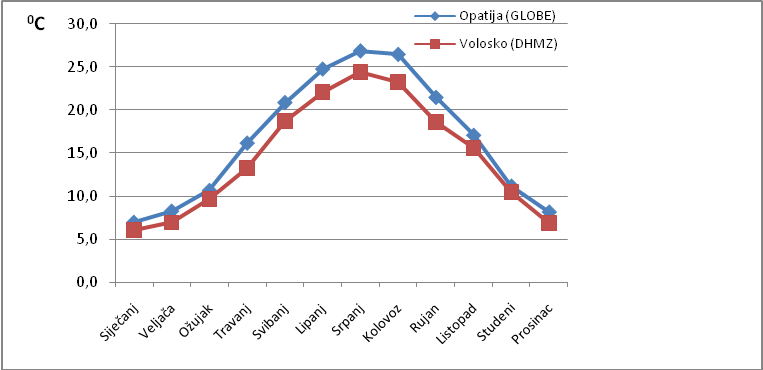 ⁰C
30,0
25,0
20,0
15,0
10,0
5,0
0,0
Opatija (GLOBE)
Volosko (DHMZ)
Siječanj
Veljača
Ožujak
Travanj
Svibanj
Lipanj
Srpanj
Kolovoz
Rujan
Listopad
Studeni
Prosinac